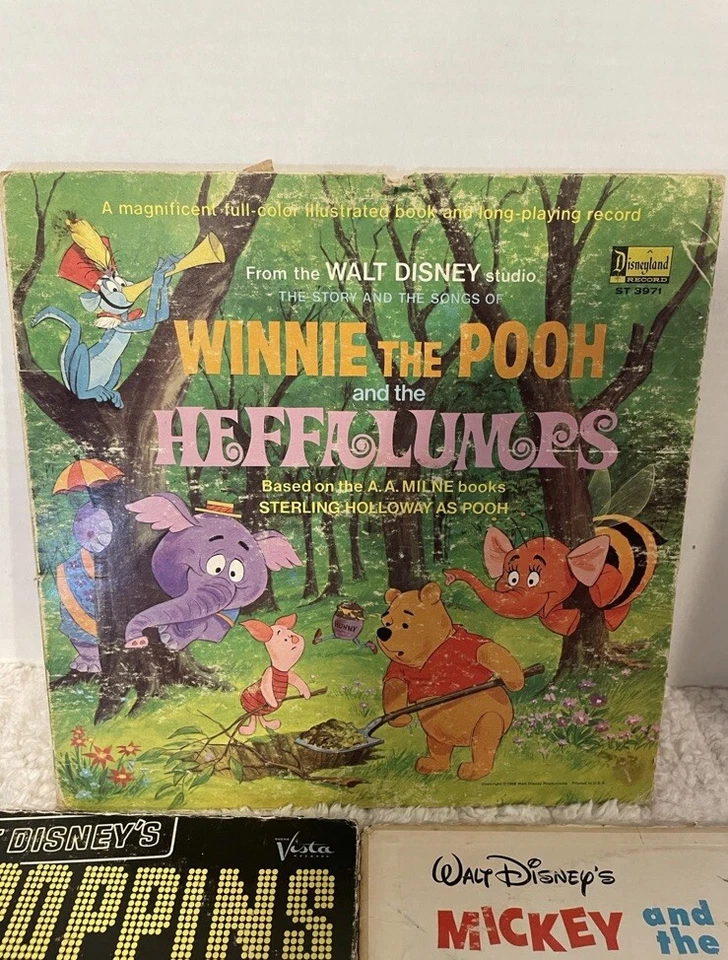 A magnificent full-color illustrated book and long-playing record
Disneyland
RECORD
ST 3971
From the WALT DISNEY studio
THE STORY AND THE SONGS OF
WINNIE THE POOH
and the
HEFFALUMPS
Based on the A. A. MILNE books
STERLING HOLLOWAY AS POOH
HUNNY
DISNEY'S
Vista
POPPINS
WALT DISNEY'S
MICKEY and
the